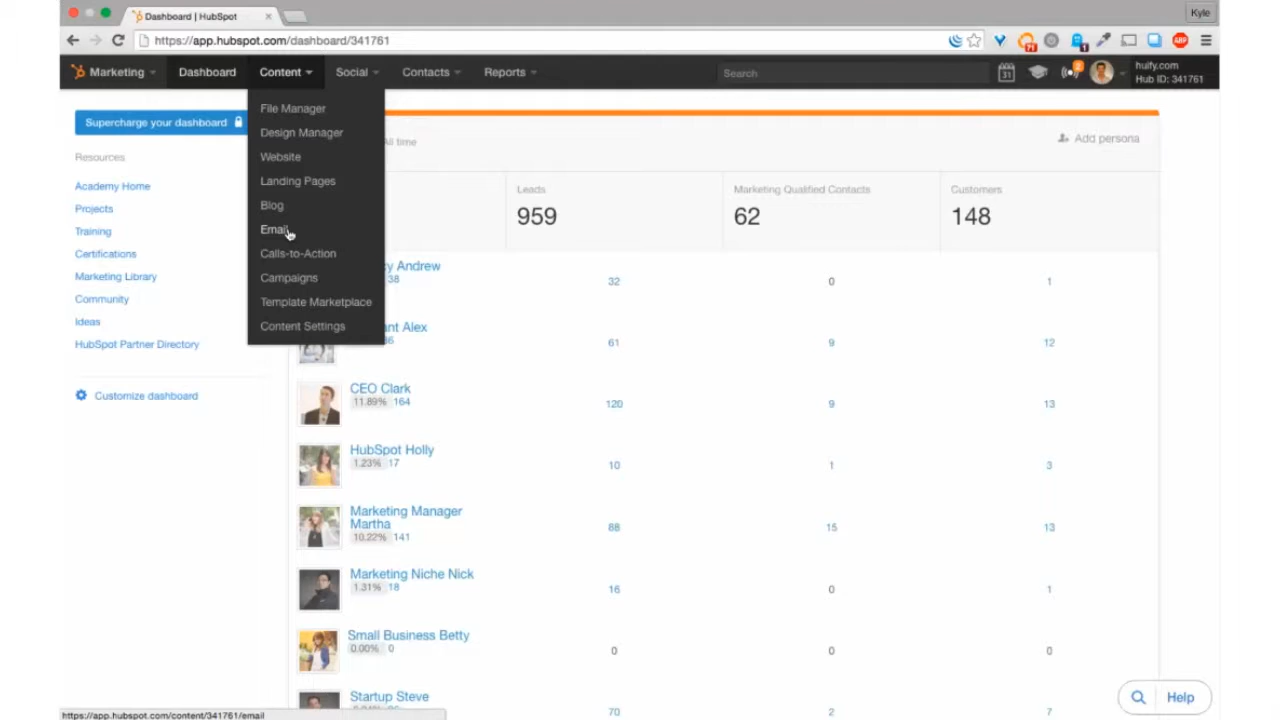 Dashboard | HubSpot
Kyle
https://app.hubspot.com/dashboard/341761
Marketing
Dashboard
Content
Social
Contacts
Reports
Search
31
huify.com
Hub ID: 341761
Supercharge your dashboard
Resources
Academy Home
Projects
Training
Certifications
Marketing Library
Community
Ideas
HubSpot Partner Directory
Customize dashboard
File Manager
Design Manager
Website
Landing Pages
Blog
Email
Calls-to-Action
Campaigns
Template Marketplace
Content Settings
All time
Add persona
Leads
959
Marketing Qualified Contacts
62
Customers
148
Andrew
38
32
0
1
Alex
61
9
12
CEO Clark
11.89% 164
120
9
13
HubSpot Holly
1.23% 17
10
1
3
Marketing Manager
Martha
10.22% 141
88
15
13
Marketing Niche Nick
1.31% 18
16
0
1
Small Business Betty
0.00% 0
0
0
0
Startup Steve
70
2
7
Help
https://app.hubspot.com/content/341761/email